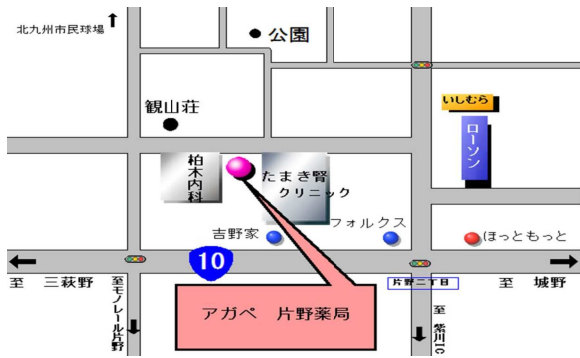 北九州市民球場
公園
いしむら
観山荘
ローソン
柏木内科
たまき腎
クリニック
吉野家
フォルクス
ほっともっと
10
至 三萩野
至モノレール片野
片野二丁目
至 城野
アガペ 片野薬局
至 紫川IC